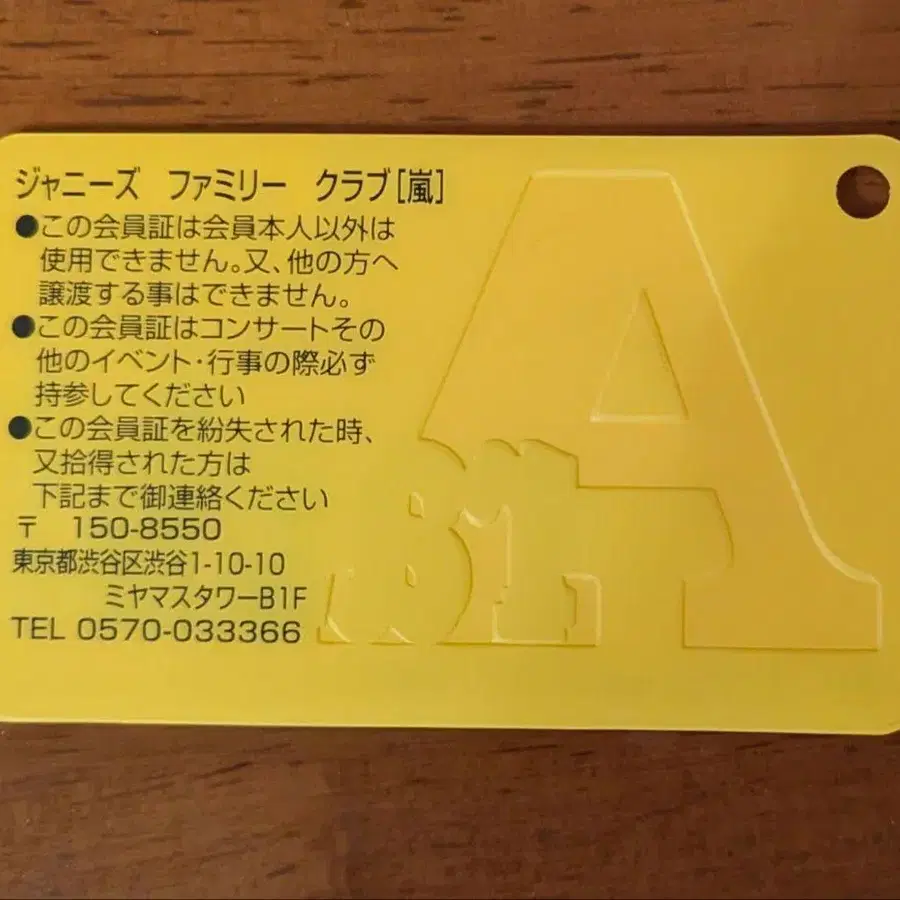 ジャニーズ ファミリー クラブ[嵐]
●この会員証は会員本人以外は
使用できません。又、他の方へ
譲渡する事はできません。
●この会員証はコンサートその
他のイベント・行事の際必ず
持参してください
●この会員証を紛失された時、
又拾得された方は
下記まで御連絡ください
〒 150-8550
東京都渋谷区渋谷1-10-10
ミヤマスタワーB1F
TEL 0570-033366
A